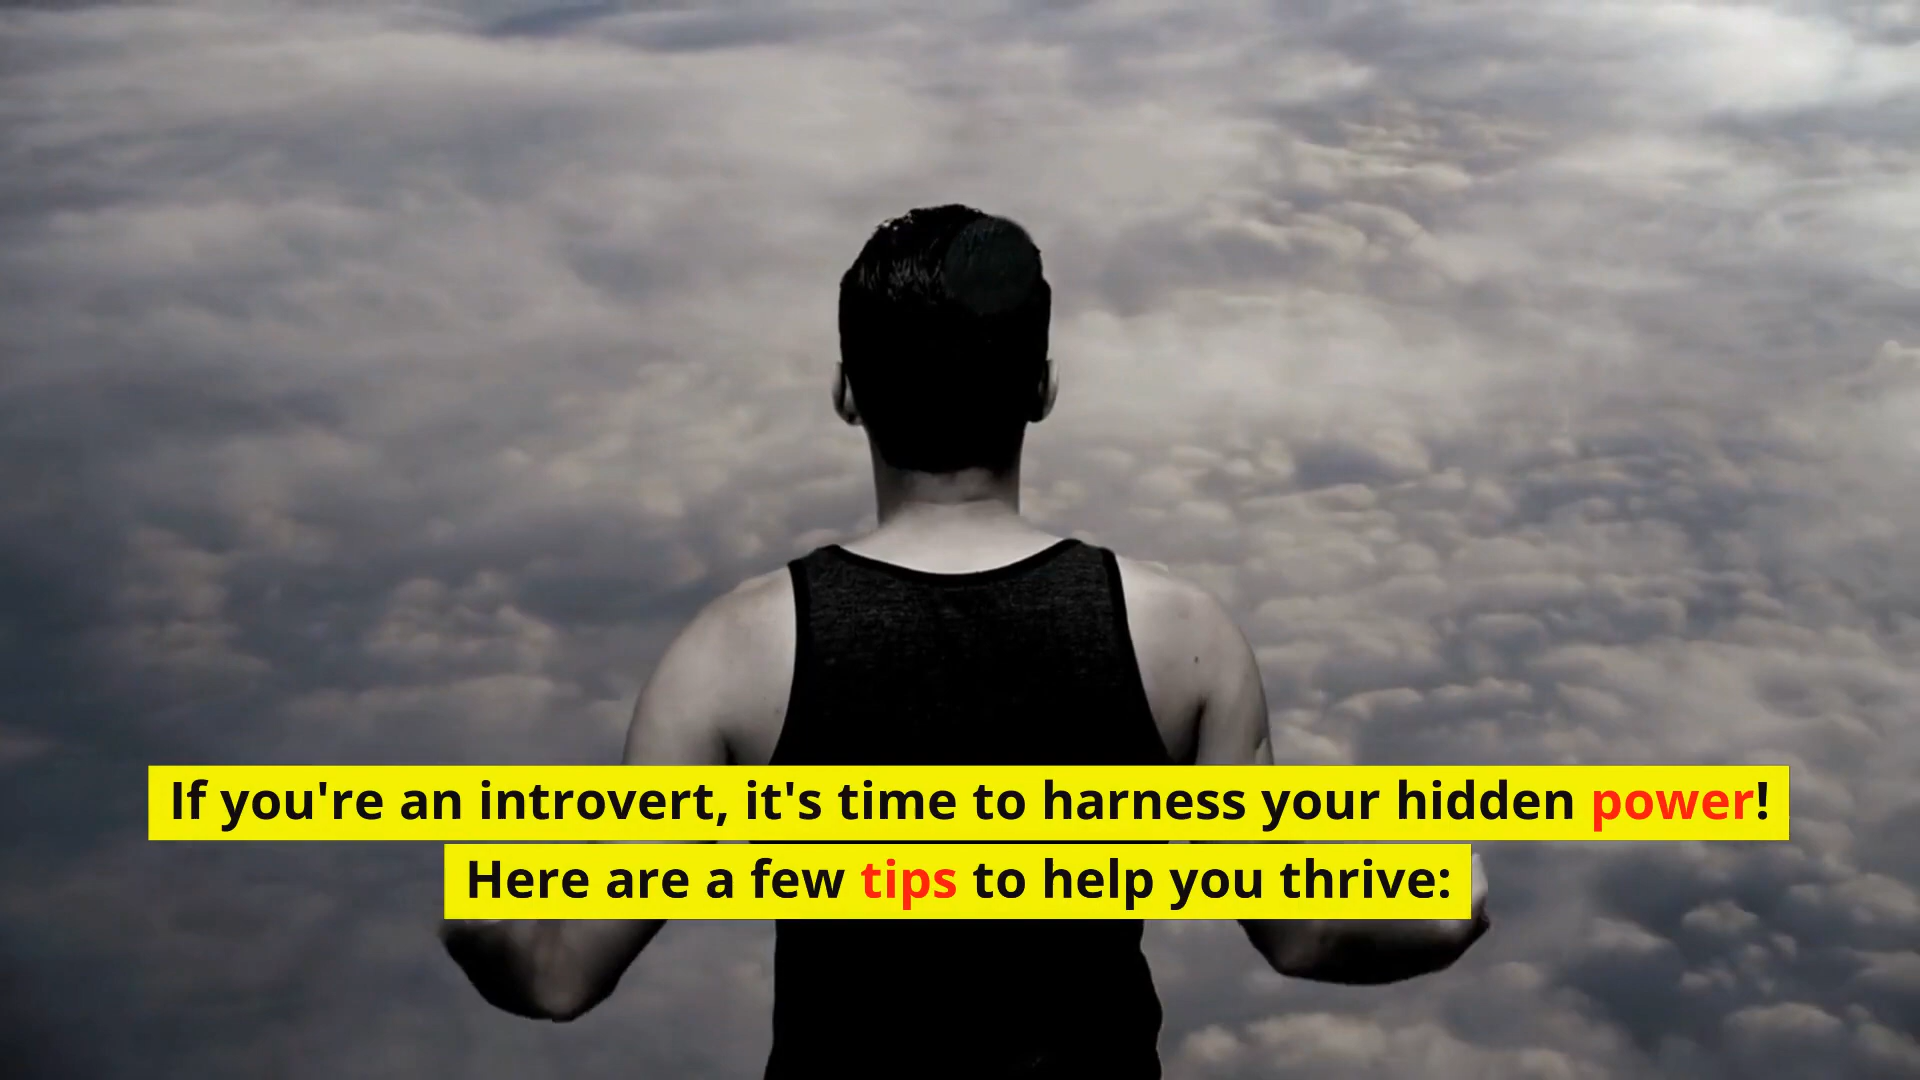 If you're an introvert, it's time to harness your hidden power!
Here are a few tips to help you thrive: